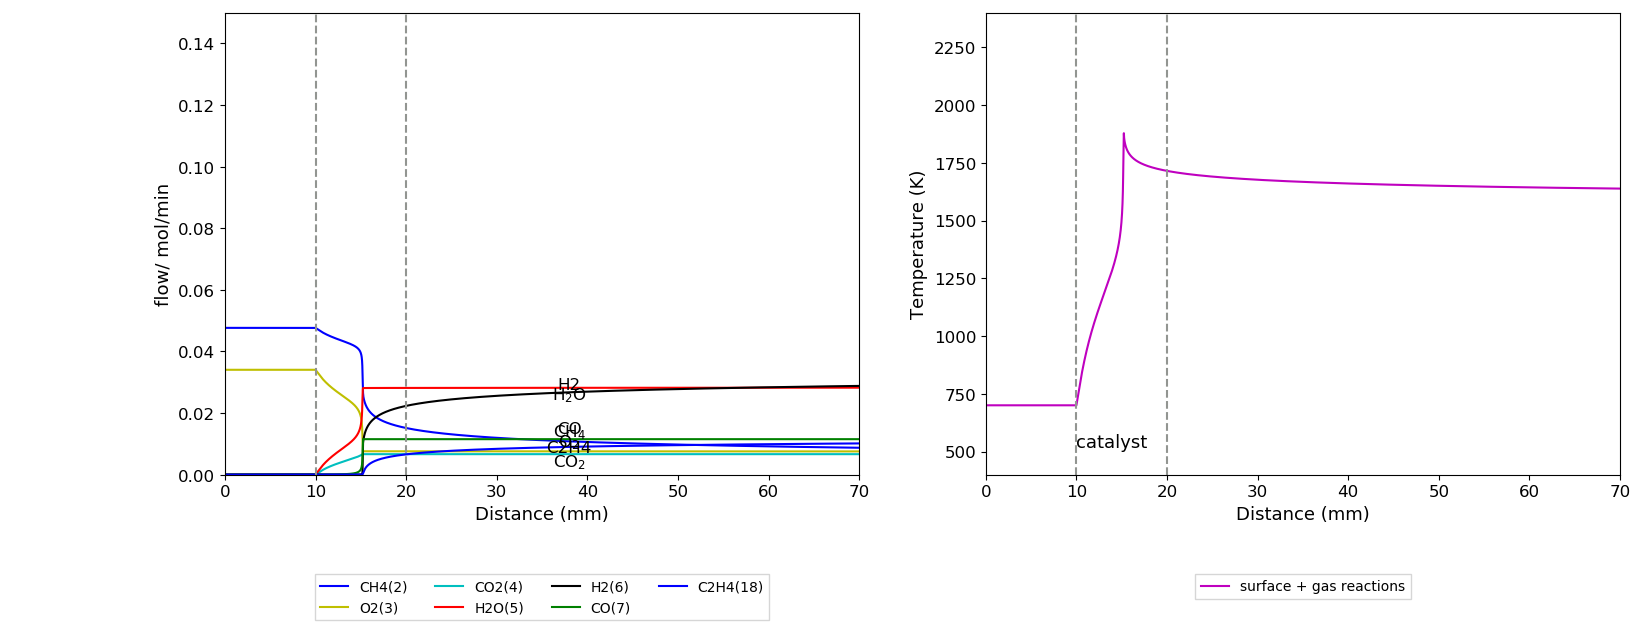 0.14
0.12
0.10
0.08
0.06
0.04
0.02
0.00
flow/ mol/min
H2
H₂O
CO
CH₄
O₂
C2H4
CO₂
0 10 20 30 40 50 60 70
Distance (mm)
CH4(2) CO2(4) H2(6) C2H4(18)
O2(3) H2O(5) CO(7)
2250
2000
1750
1500
1250
1000
750
500
Temperature (K)
catalyst
0 10 20 30 40 50 60 70
Distance (mm)
surface + gas reactions